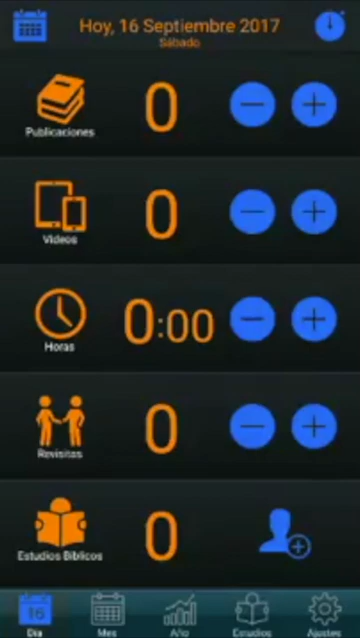 Hoy, 16 Septiembre 2017
Sábado
Publicaciones
0
Videos
0
Horas
0:00
Revisitas
0
Estudios Bíblicos
0
16
Día Mes Año Estudios Ajustes